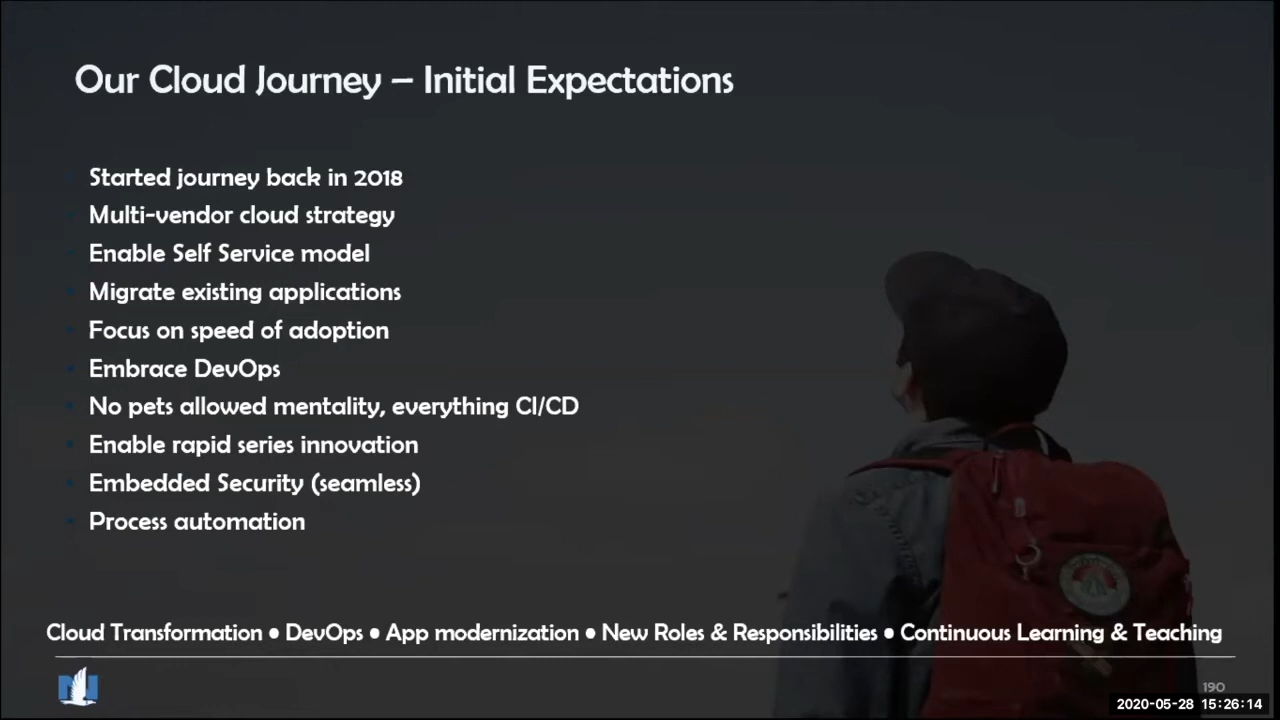 Our Cloud Journey – Initial Expectations
Started journey back in 2018
Multi-vendor cloud strategy
Enable Self Service model
Migrate existing applications
Focus on speed of adoption
Embrace DevOps
No pets allowed mentality, everything CI/CD
Enable rapid series innovation
Embedded Security (seamless)
Process automation
Cloud Transformation • DevOps • App modernization • New Roles & Responsibilities • Continuous Learning & Teaching
N
190
2020-05-28 15:26:14